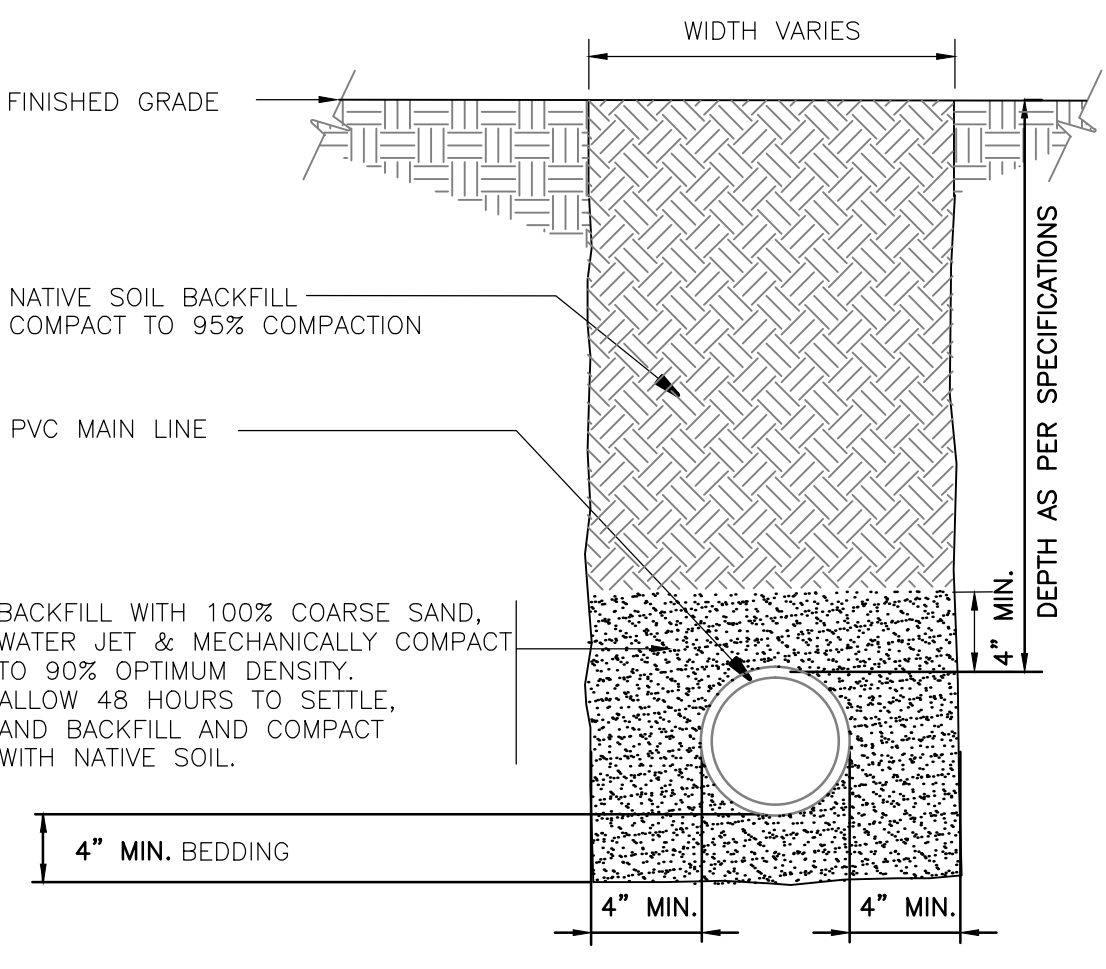 WIDTH VARIES
FINISHED GRADE
NATIVE SOIL BACKFILL
COMPACT TO 95% COMPACTION
PVC MAIN LINE
DEPTH AS PER SPECIFICATIONS
4” MIN.
BACKFILL WITH 100% COARSE SAND,
WATER JET & MECHANICALLY COMPACT
TO 90% OPTIMUM DENSITY.
ALLOW 48 HOURS TO SETTLE,
AND BACKFILL AND COMPACT
WITH NATIVE SOIL.
4” MIN. BEDDING
4” MIN.
4” MIN.